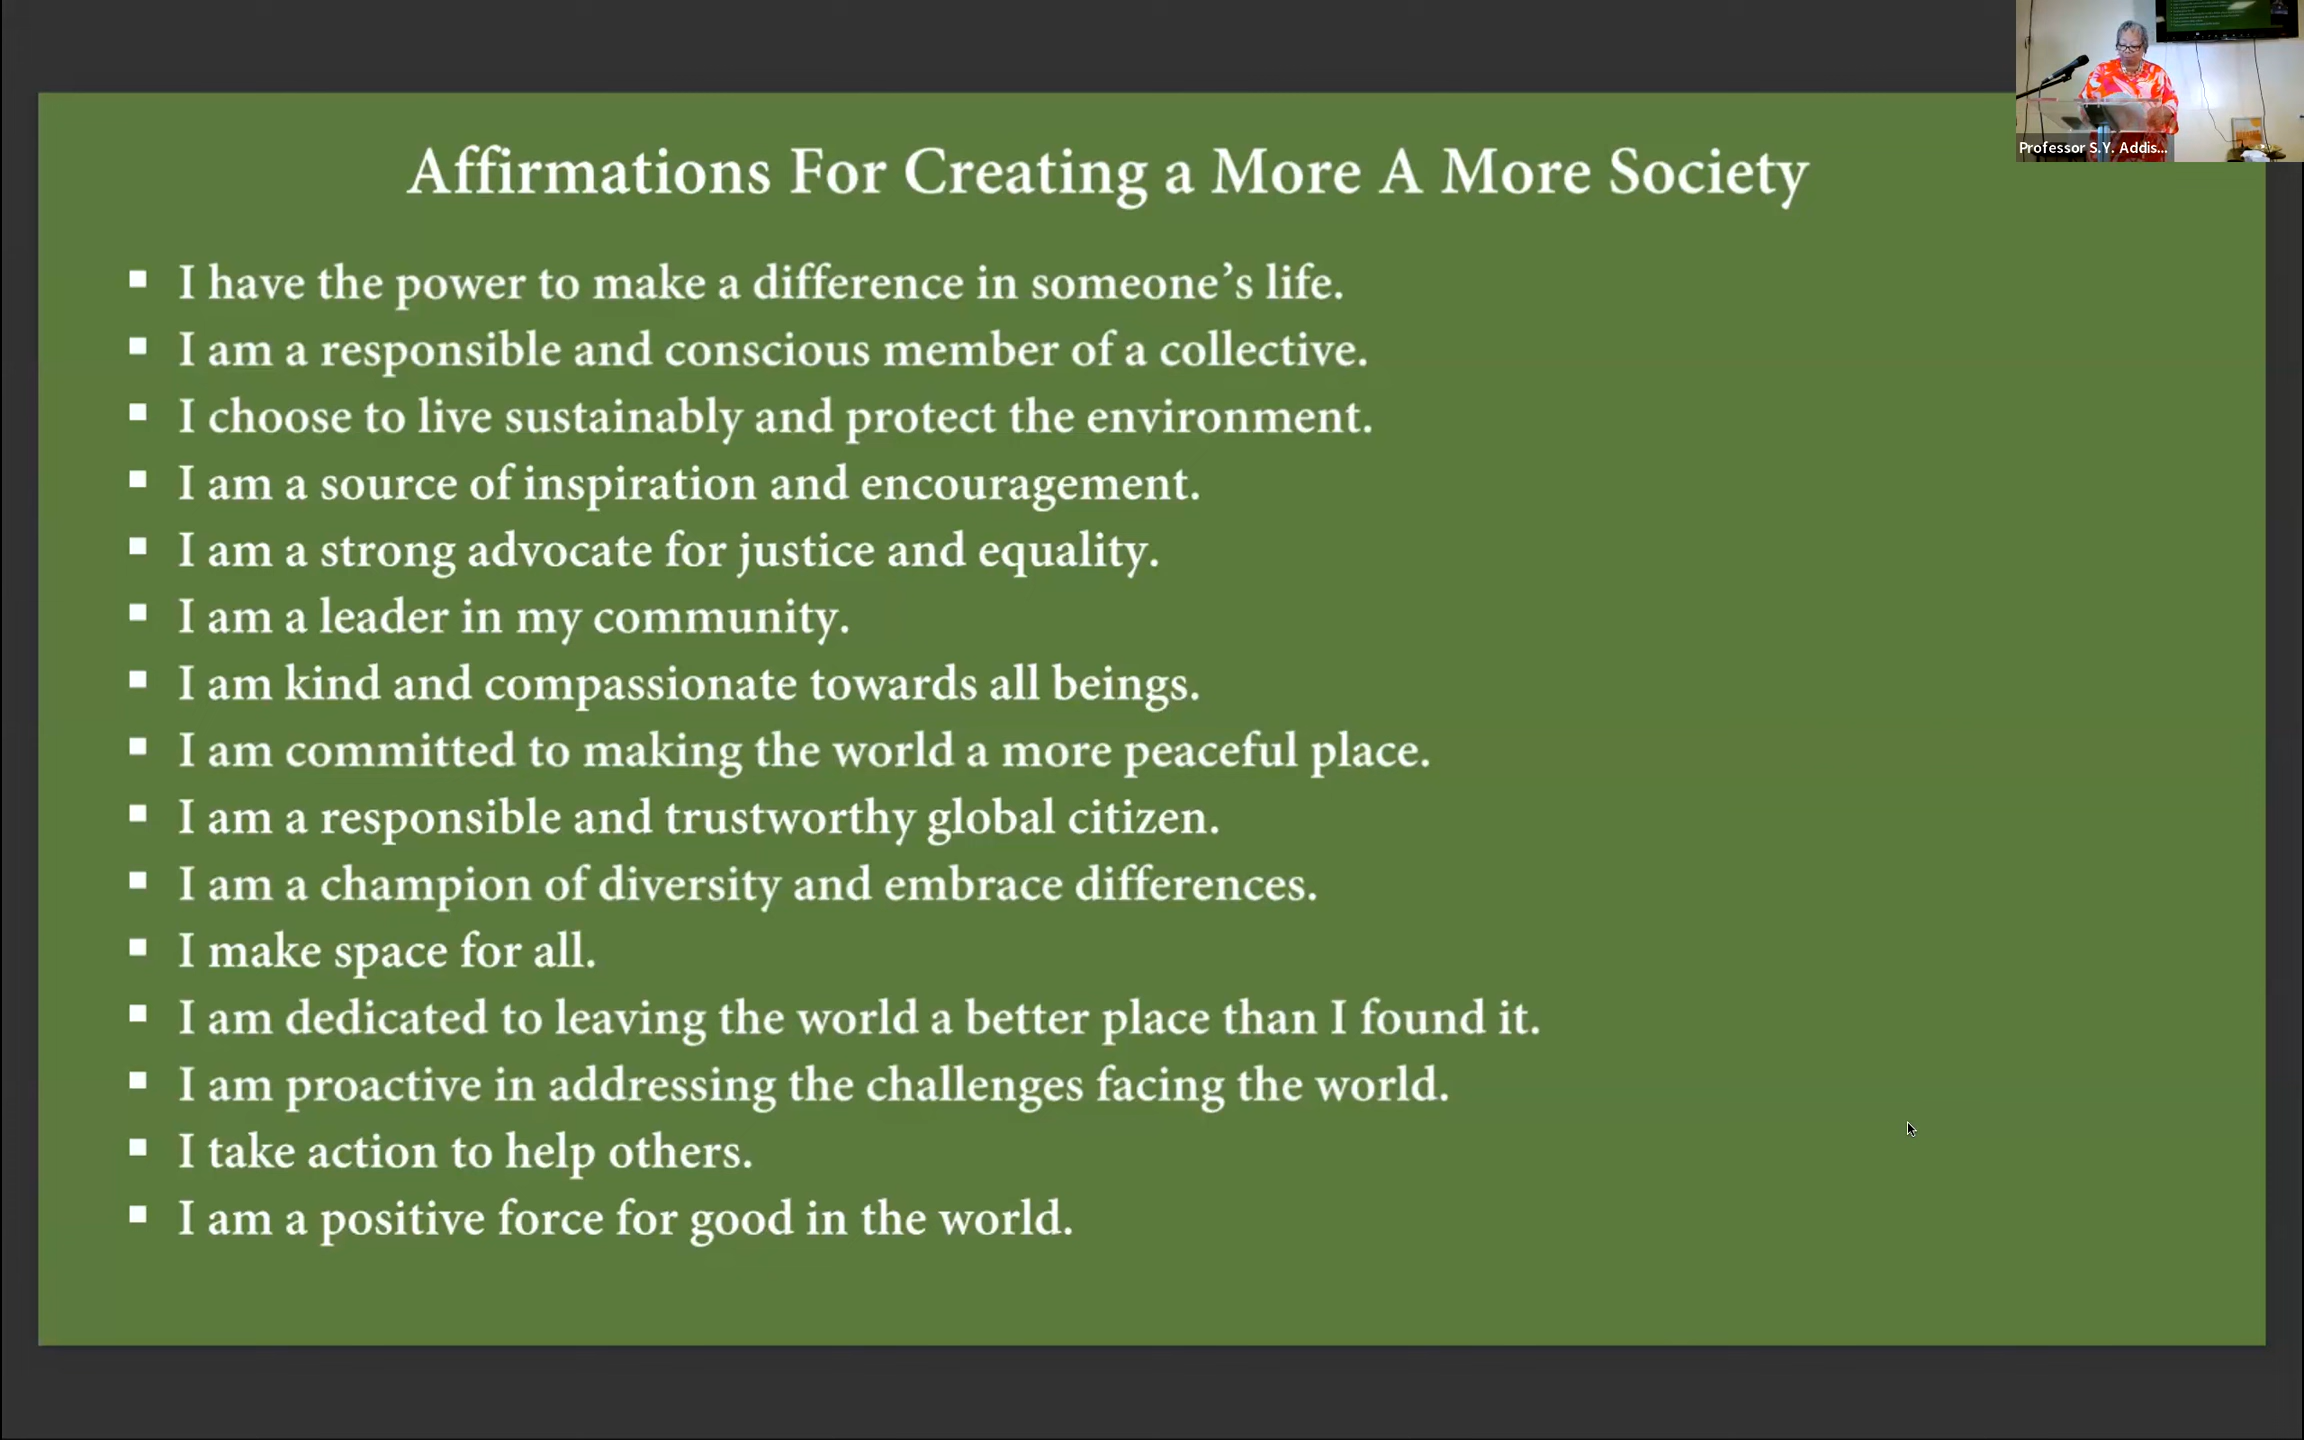 Affirmations For Creating a More A More Society
I have the power to make a difference in someone’s life.
I am a responsible and conscious member of a collective.
I choose to live sustainably and protect the environment.
I am a source of inspiration and encouragement.
I am a strong advocate for justice and equality.
I am a leader in my community.
I am kind and compassionate towards all beings.
I am committed to making the world a more peaceful place.
I am a responsible and trustworthy global citizen.
I am a champion of diversity and embrace differences.
I make space for all.
I am dedicated to leaving the world a better place than I found it.
I am proactive in addressing the challenges facing the world.
I take action to help others.
I am a positive force for good in the world.
Professor S.Y. Addis...